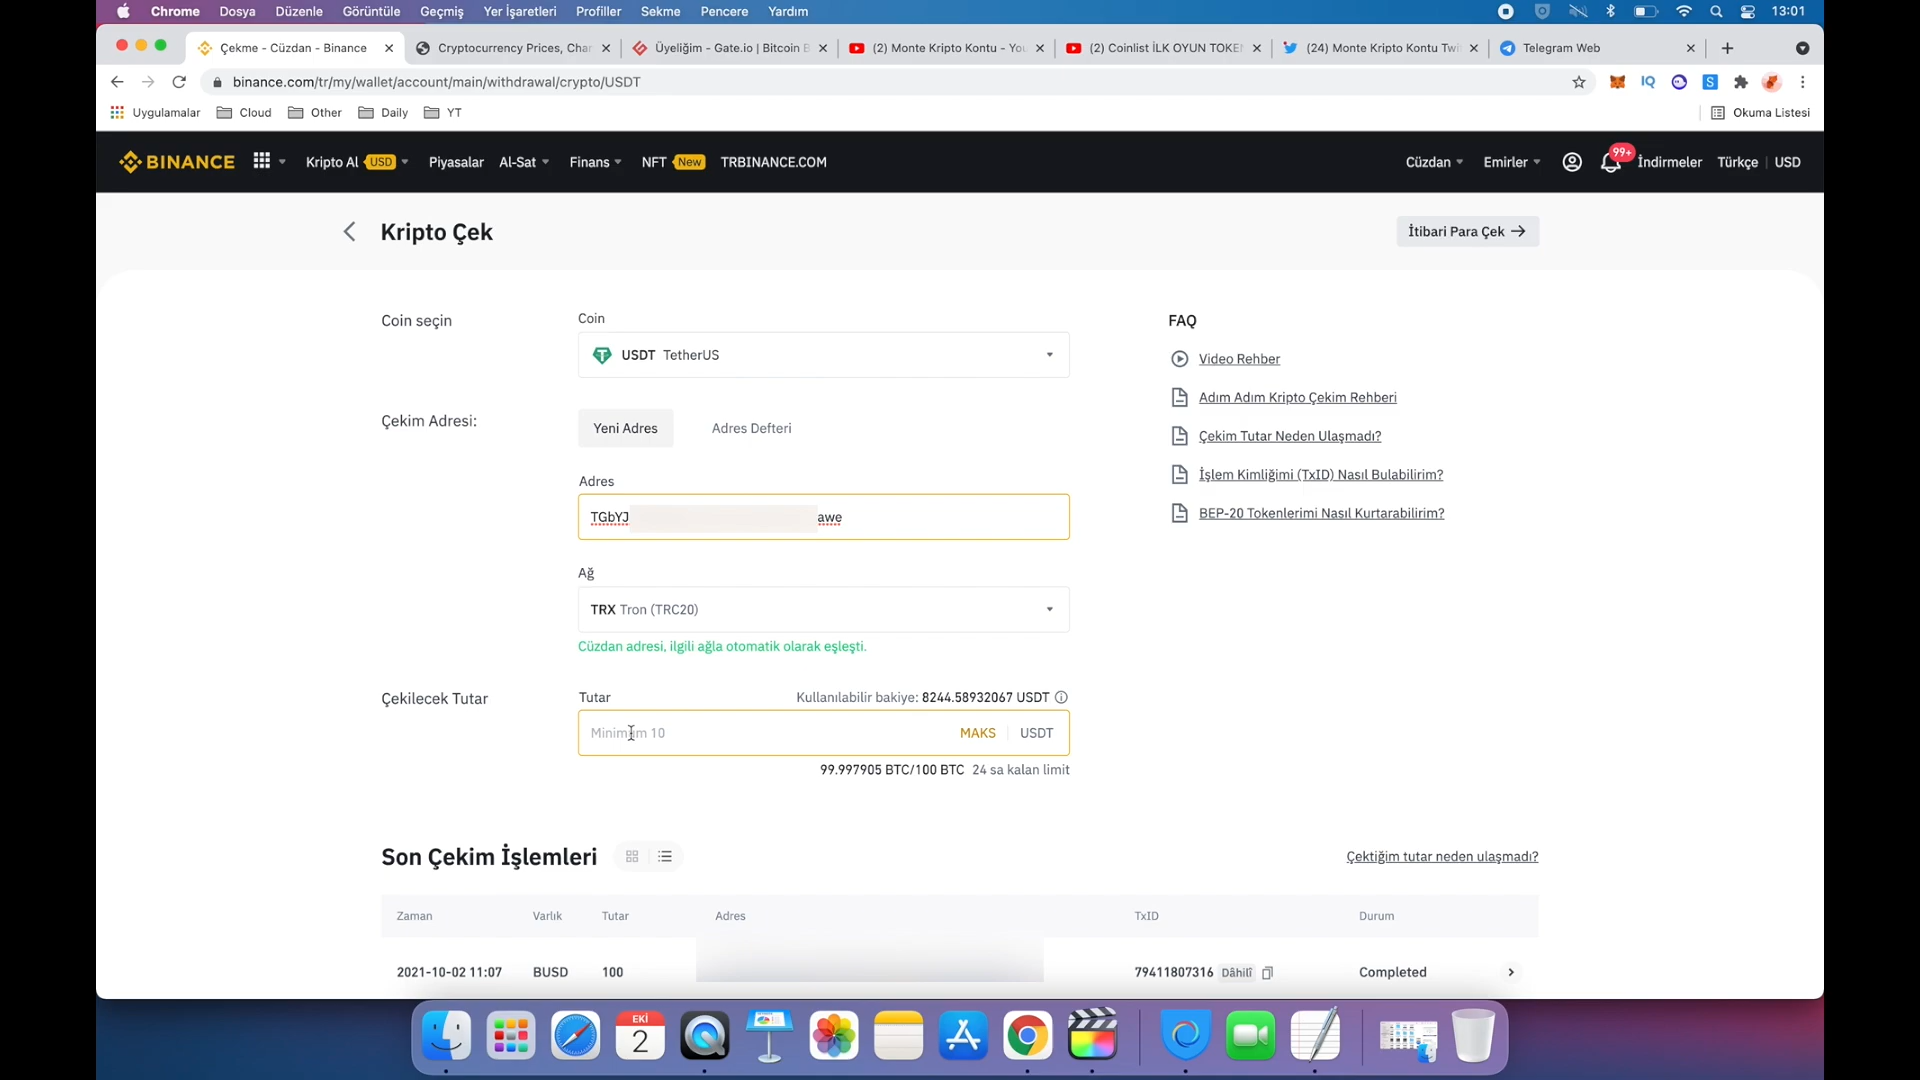 Chrome Dosya Düzenle Görüntüle Geçmiş Yer İşaretleri Profiller Sekme Pencere Yardım 13:01
Çekme - Cüzdan - Binance
Cryptocurrency Prices, Char
Üyeliğim - Gate.io | Bitcoin B
(2) Monte Kripto Kontu - You
(2) Coinlist İLK OYUN TOKEN
(24) Monte Kripto Kontu Twi
Telegram Web
binance.com/tr/my/wallet/account/main/withdrawal/crypto/USDT
IQ
S
Uygulamalar Cloud Other Daily YT Okuma Listesi
BINANCE Kripto Al USD Piyasalar Al-Sat Finans NFT New TRBINANCE.COM Cüzdan Emirler 99+ İndirmeler Türkçe USD
Kripto Çek
İtibari Para Çek
Coin seçin
Coin
USDT TetherUS
Çekim Adresi:
Yeni Adres Adres Defteri
Adres
TGbYJ awe
Ağ
TRX Tron (TRC20)
Cüzdan adresi, ilgili ağla otomatik olarak eşleşti.
Çekilecek Tutar
Tutar Kullanılabilir bakiye: 8244.58932067 USDT
Minimum 10 MAKS USDT
99.997905 BTC/100 BTC 24 sa kalan limit
FAQ
Video Rehber
Adım Adım Kripto Çekim Rehberi
Çekim Tutar Neden Ulaşmadı?
İşlem Kimliğimi (TxID) Nasıl Bulabilirim?
BEP-20 Tokenlerimi Nasıl Kurtarabilirim?
Son Çekim İşlemleri
Çektiğim tutar neden ulaşmadı?
Zaman Varlık Tutar Adres TxID Durum
2021-10-02 11:07 BUSD 100 79411807316 Dâhilî Completed
EKİ
2